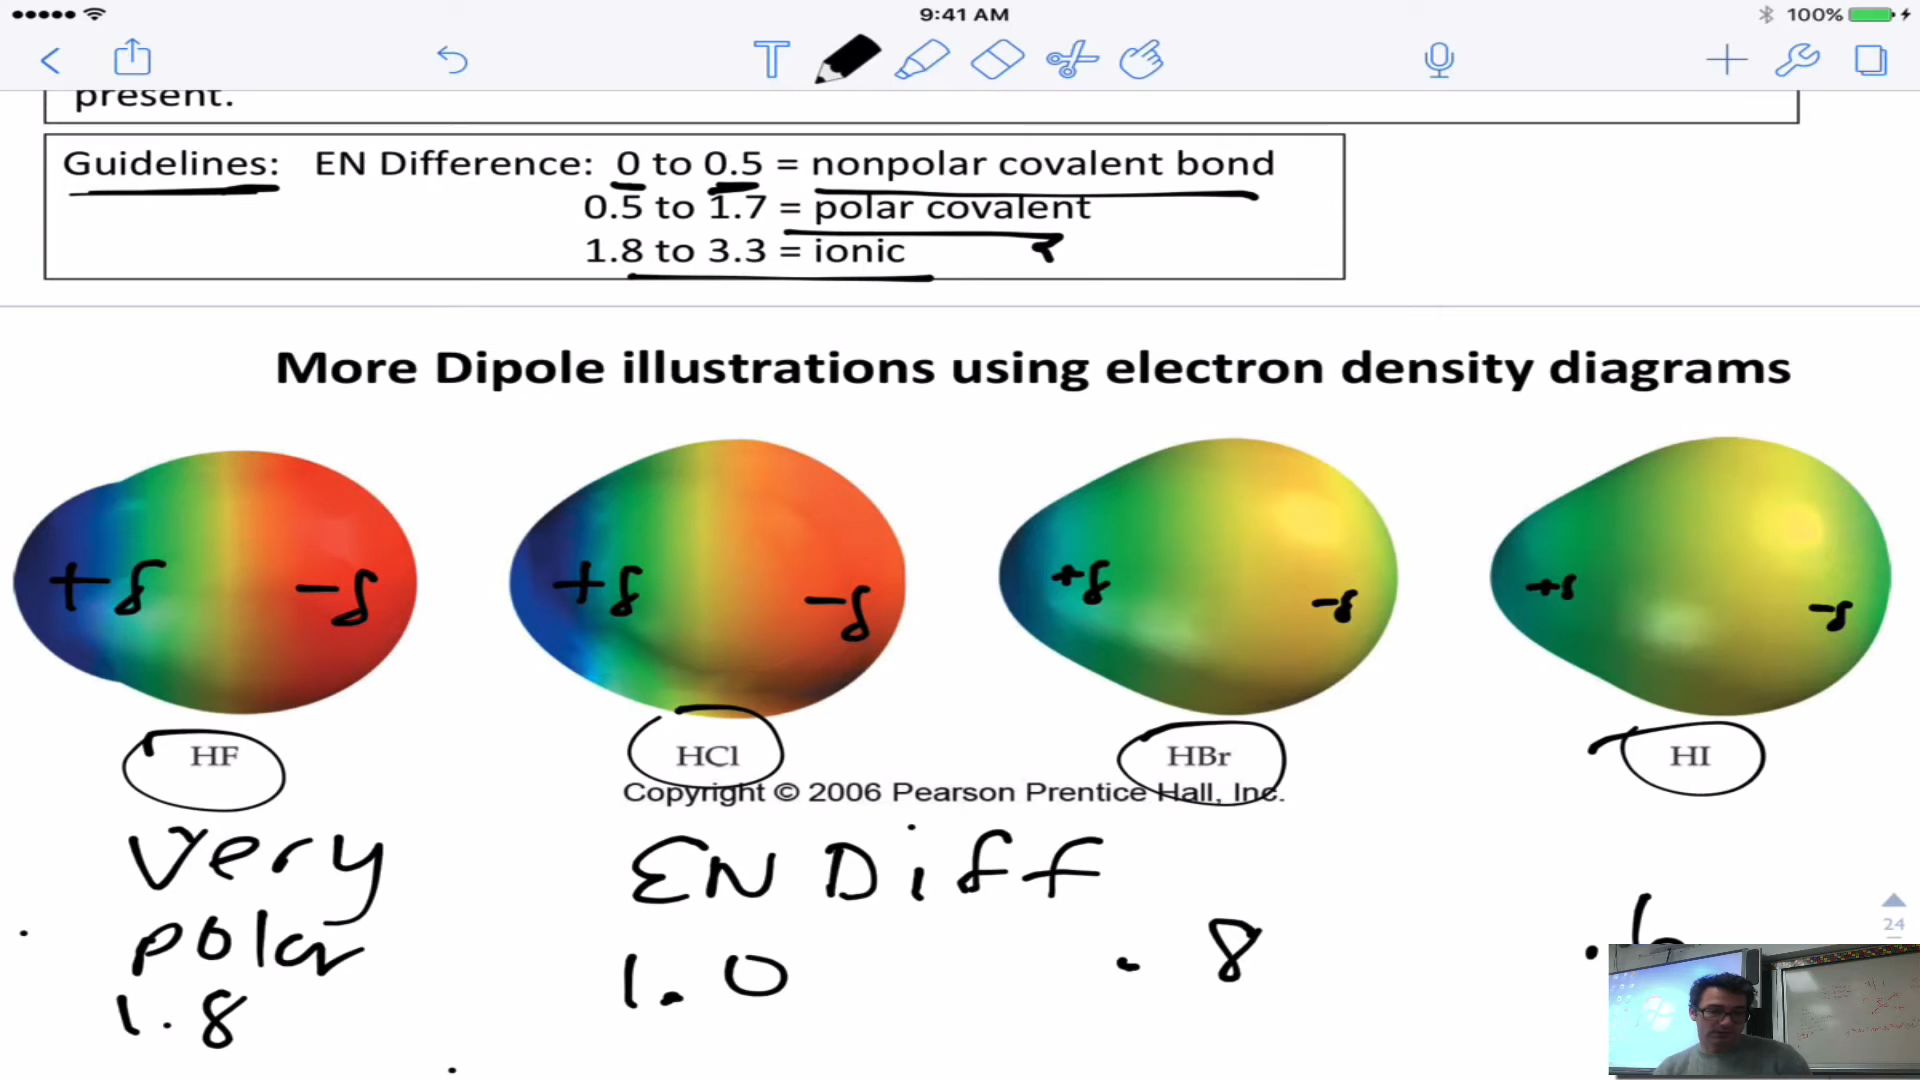 9:41 AM
100%
T
present.
Guidelines: EN Difference: 0 to 0.5 = nonpolar covalent bond
0.5 to 1.7 = polar covalent
1.8 to 3.3 = ionic
More Dipole illustrations using electron density diagrams
+δ -δ +δ -δ +δ -δ +δ -δ
HF HCl HBr HI
Copyright © 2006 Pearson Prentice Hall, Inc.
Very EN Diff
polar 1.0 .8 .6
1.8
24